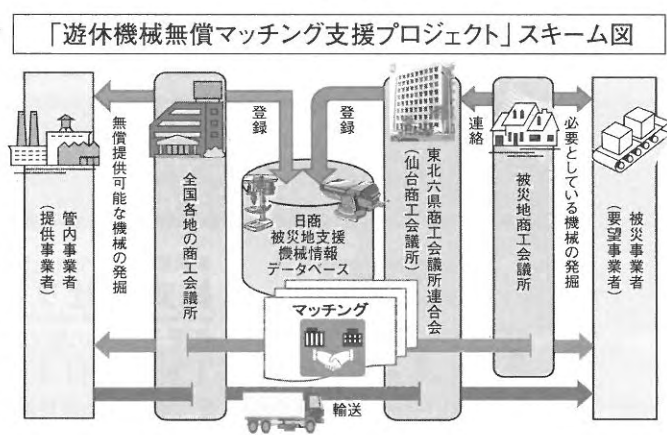 「遊休機械無償マッチング支援プロジェクト」スキーム図
管内事業者
（提供事業者）
無償提供可能な機械の発掘
全国各地の商工会議所
登録
登録
日商
被災地支援
機械情報
データベース
東北六県商工会議所連合会
（仙台商工会議所）
連絡
被災地商工会議所
必要としている機械の発掘
被災事業者
（要望事業者）
マッチング
輸送